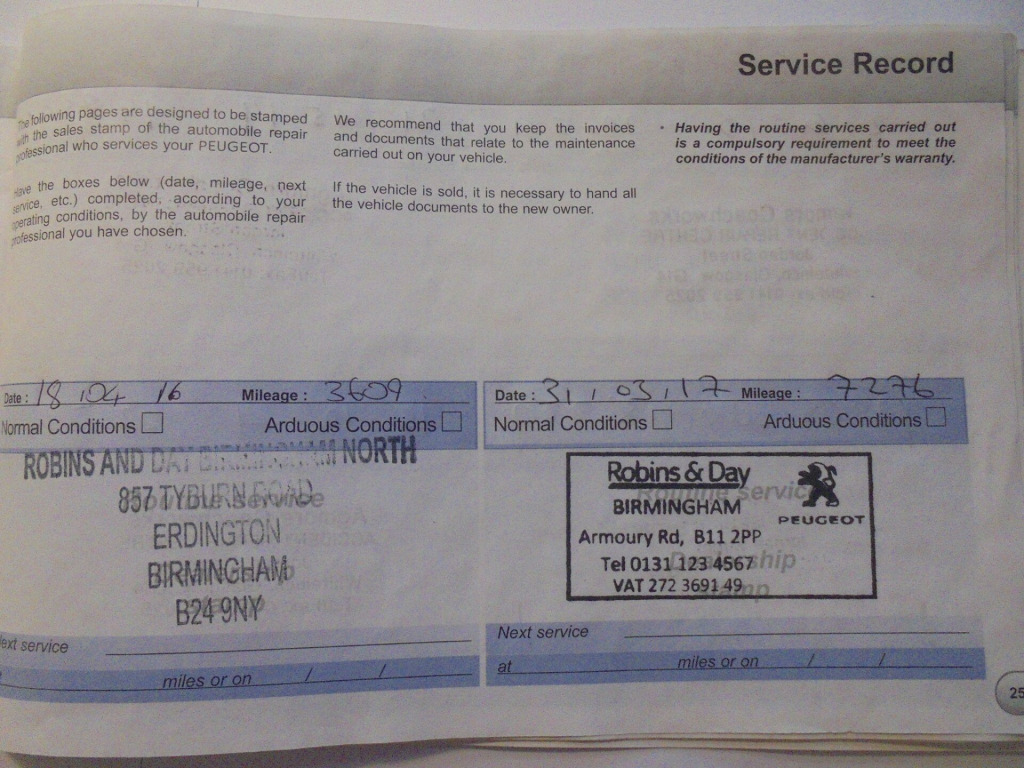 Service Record
The following pages are designed to be stamped
with the sales stamp of the automobile repair
professional who services your PEUGEOT.
Have the boxes below (date, mileage, next
service, etc.) completed, according to your
operating conditions, by the automobile repair
professional you have chosen.
We recommend that you keep the invoices
and documents that relate to the maintenance
carried out on your vehicle.
If the vehicle is sold, it is necessary to hand all
the vehicle documents to the new owner.
• Having the routine services carried out
is a compulsory requirement to meet the
conditions of the manufacturer's warranty.
Date : 18 / 04 / 16 Mileage : 3609
Normal Conditions Arduous Conditions
ROBINS AND DAY BIRMINGHAM NORTH
857 TYBURN ROAD
Routine service
ERDINGTON
BIRMINGHAM
B24 9NY
Next service
at miles or on / /
Date : 31 / 03 / 17 Mileage : 7276
Normal Conditions Arduous Conditions
Robins & Day
Routine service
BIRMINGHAM
PEUGEOT
Armoury Rd, B11 2PP
Dealership
Tel 0131 123 4567
VAT 272 3691 49
stamp
Next service
at miles or on / /
25